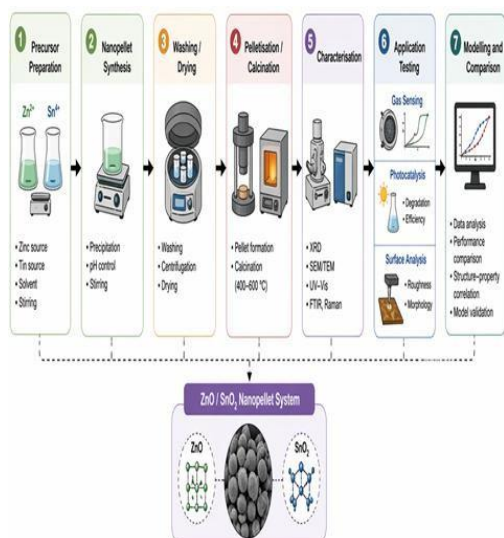 1
Precursor
Preparation
Zn²⁺ Sn⁴⁺
• Zinc source
• Tin source
• Solvent
• Stirring
2
Nanopellet
Synthesis
• Precipitation
• pH control
• Stirring
3
Washing /
Drying
• Washing
• Centrifugation
• Drying
4
Pelletisation /
Calcination
• Pellet formation
• Calcination
(400–600 °C)
5
Characterisation
• XRD
• SEM/TEM
• UV–Vis
• FTIR, Raman
6
Application
Testing
Gas Sensing
Photocatalysis
• Degradation
• Efficiency
Surface Analysis
• Roughness
• Morphology
7
Modelling and
Comparison
• Data analysis
• Performance
comparison
• Structure–property
correlation
• Model validation
ZnO / SnO₂ Nanopellet System
ZnO
SnO₂